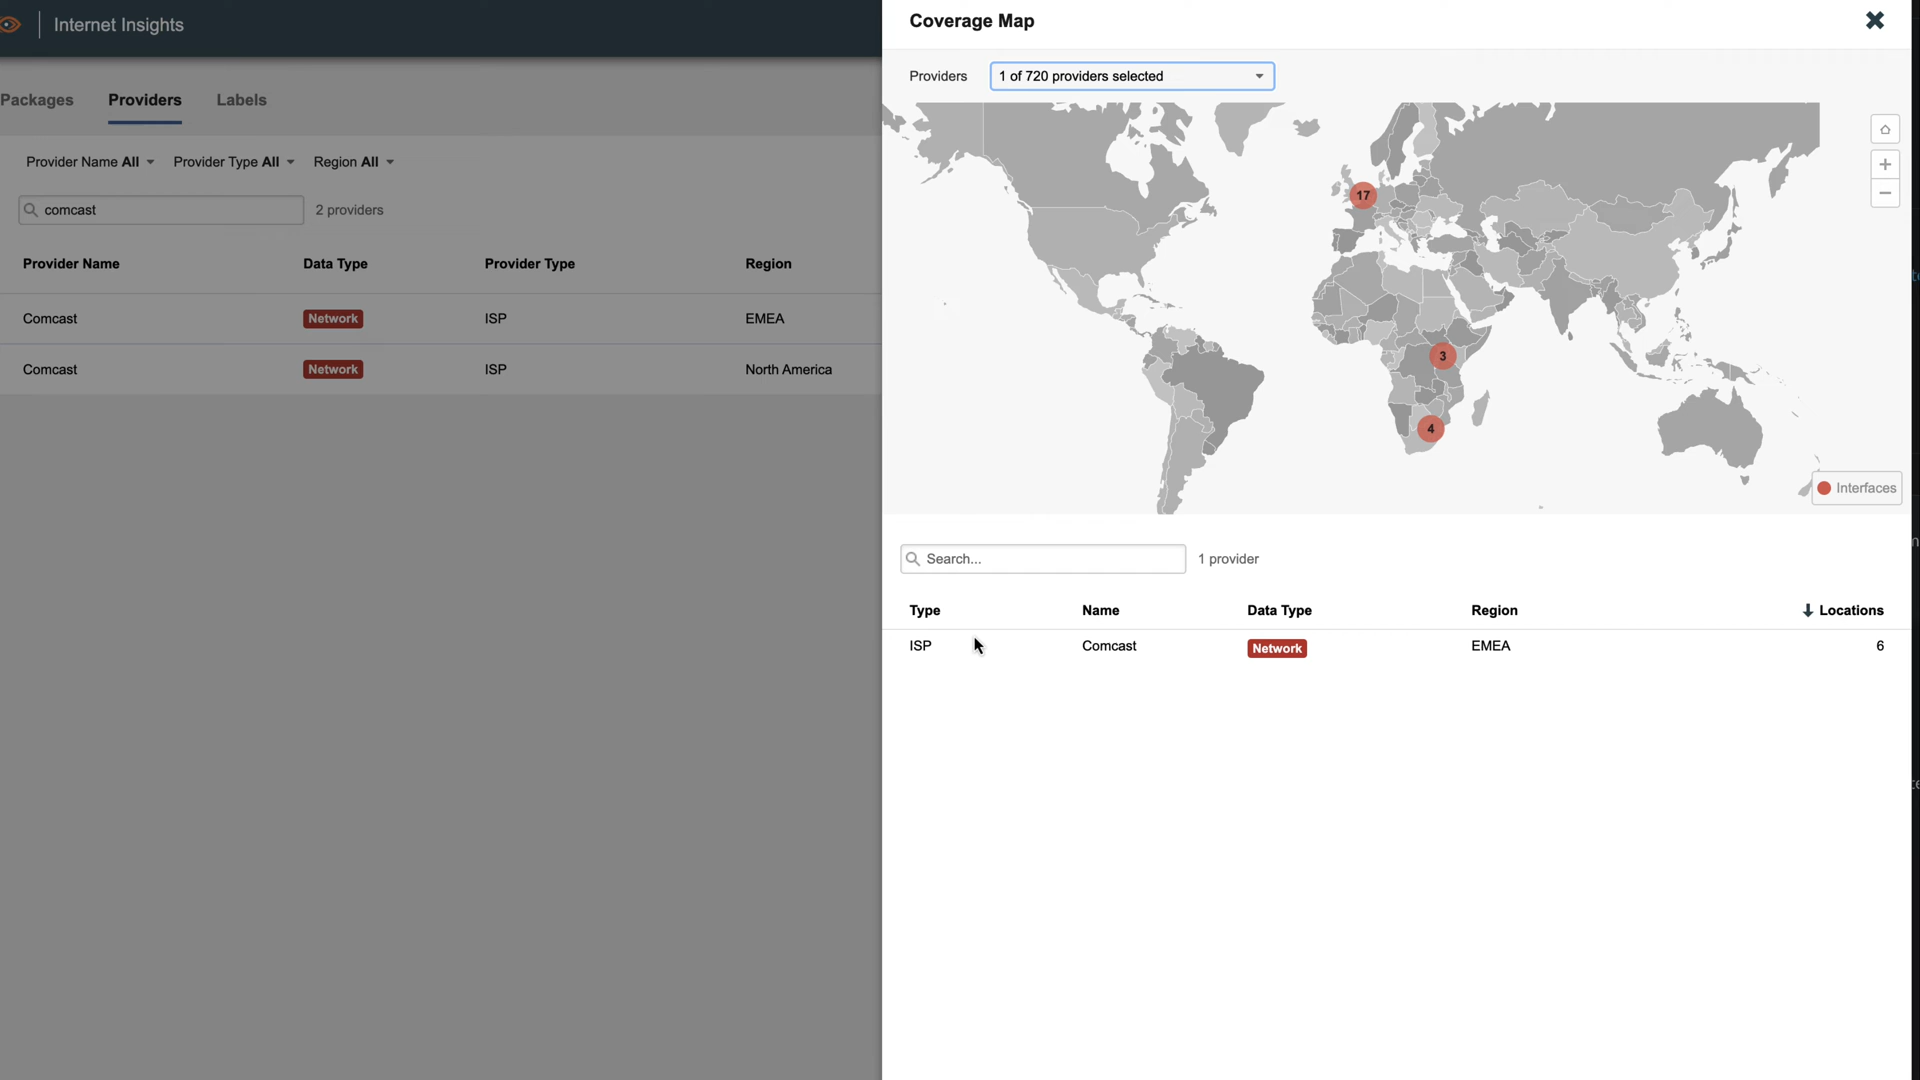 Internet Insights
Packages Providers Labels
Provider Name All Provider Type All Region All
comcast 2 providers
Provider Name Data Type Provider Type Region
Comcast Network ISP EMEA
Comcast Network ISP North America
Coverage Map
Providers 1 of 720 providers selected
17
3
4
Interfaces
Search... 1 provider
Type Name Data Type Region Locations
ISP Comcast Network EMEA 6